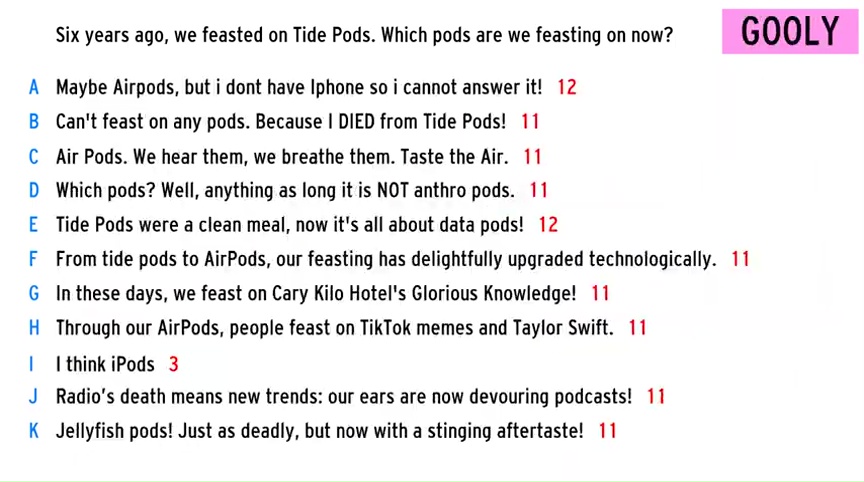 Six years ago, we feasted on Tide Pods. Which pods are we feasting on now?
GOOLY
A Maybe Airpods, but i dont have Iphone so i cannot answer it! 12
B Can't feast on any pods. Because I DIED from Tide Pods! 11
C Air Pods. We hear them, we breathe them. Taste the Air. 11
D Which pods? Well, anything as long it is NOT anthro pods. 11
E Tide Pods were a clean meal, now it's all about data pods! 12
F From tide pods to AirPods, our feasting has delightfully upgraded technologically. 11
G In these days, we feast on Cary Kilo Hotel's Glorious Knowledge! 11
H Through our AirPods, people feast on TikTok memes and Taylor Swift. 11
I I think iPods 3
J Radio’s death means new trends: our ears are now devouring podcasts! 11
K Jellyfish pods! Just as deadly, but now with a stinging aftertaste! 11